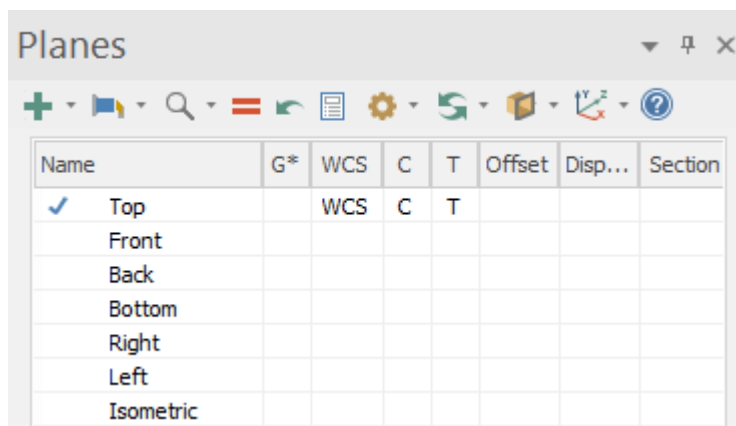 Planes
Name G* WCS C T Offset Disp... Section
Top WCS C T
Front
Back
Bottom
Right
Left
Isometric